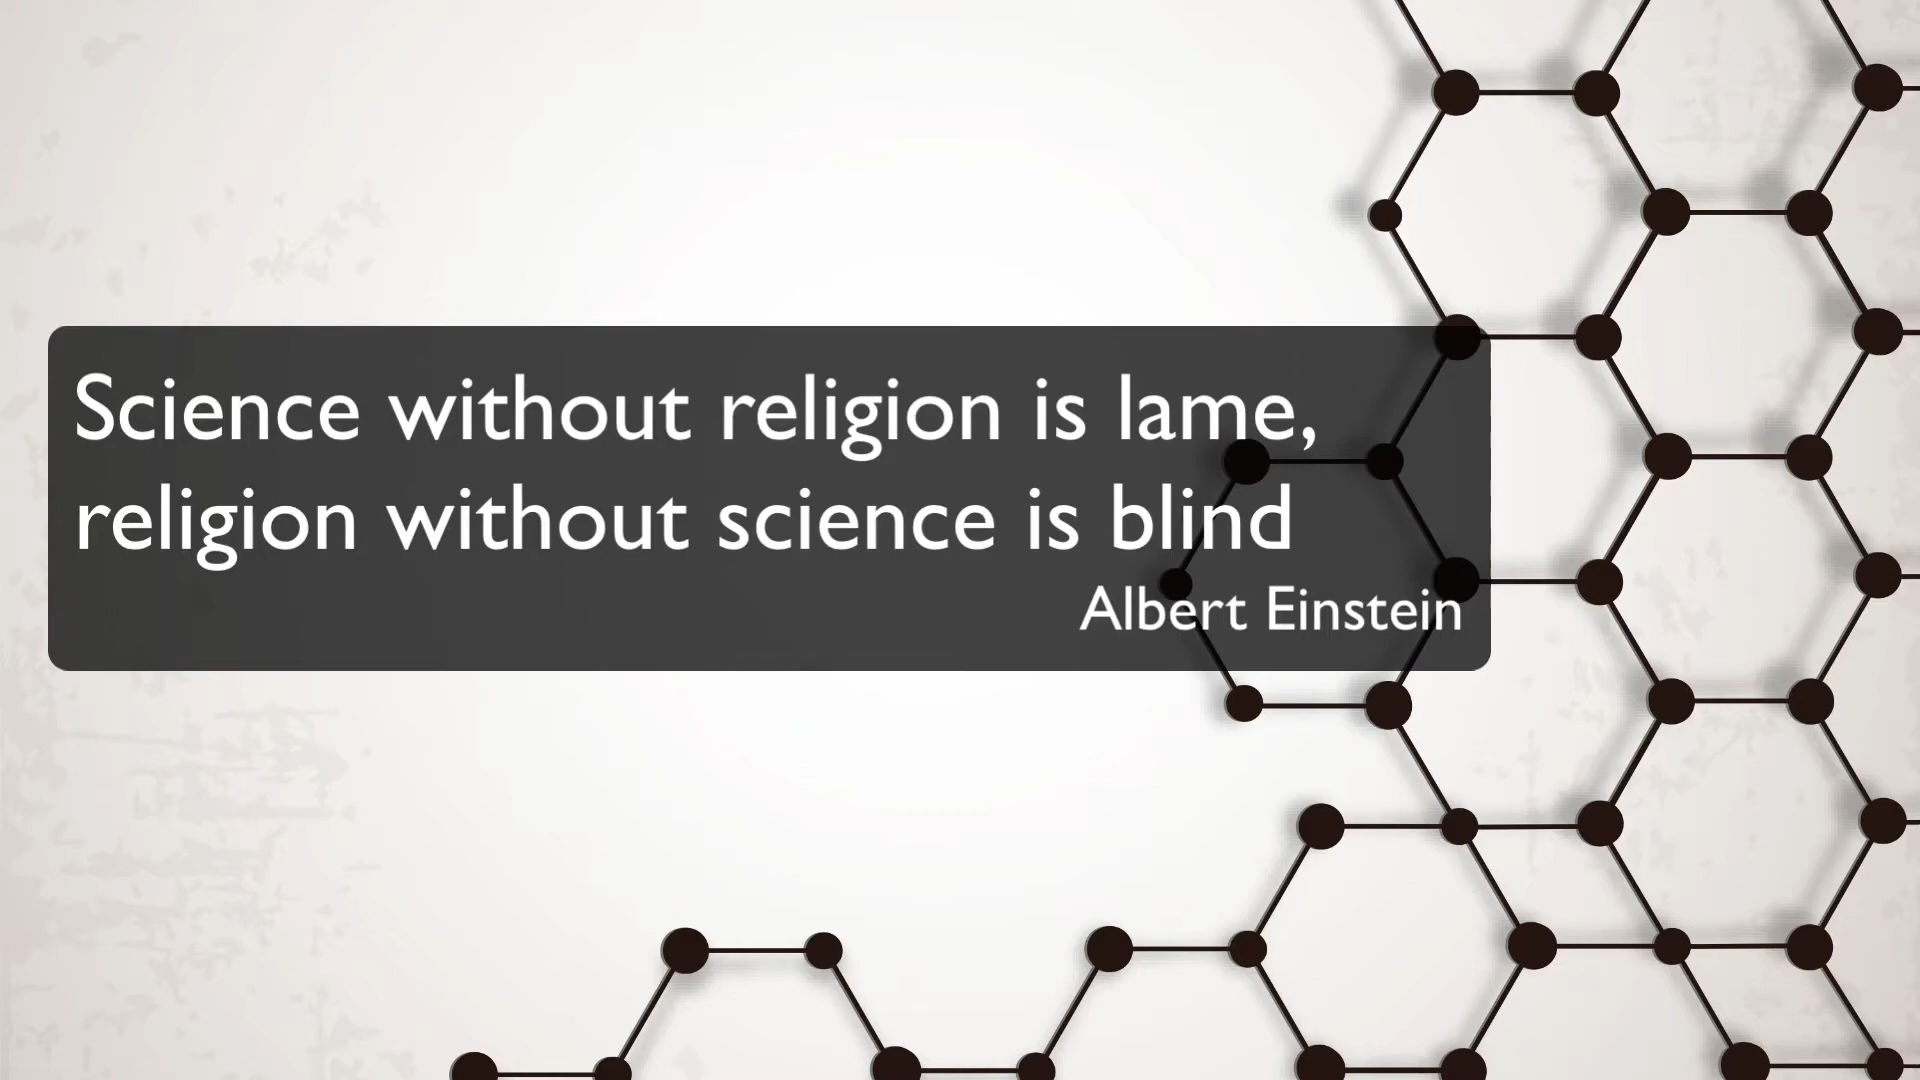 Science without religion is lame,
religion without science is blind
Albert Einstein